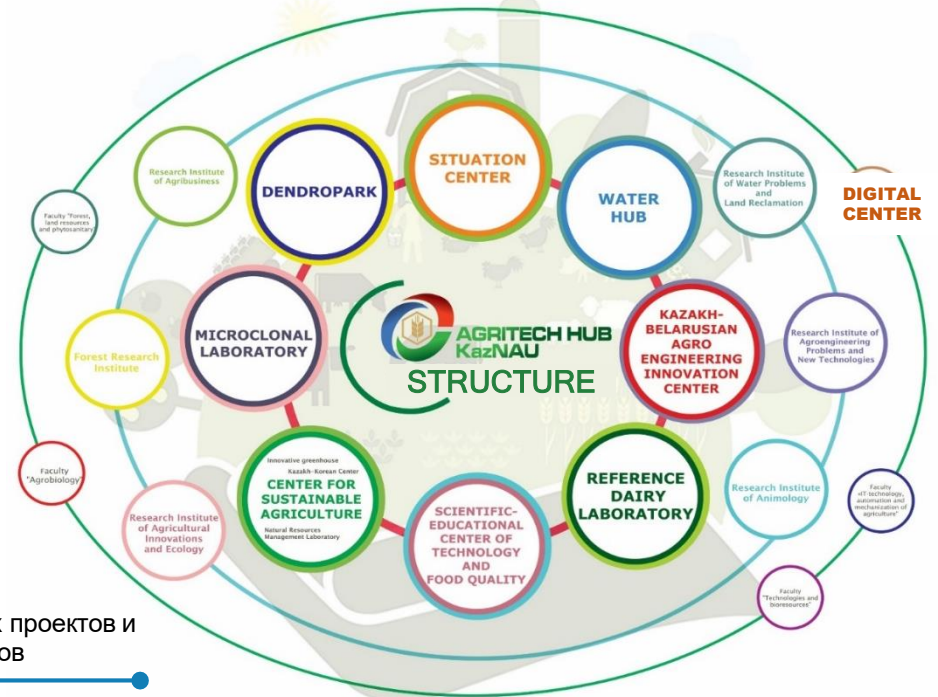 SITUATION
CENTER
DENDROPARK
WATER
HUB
Research Institute
of Agribusiness
Research Institute
of Water Problems
and
Land Reclamation
DIGITAL
CENTER
Faculty "Forest,
land resources
and phytosanitary"
MICROCLONAL
LABORATORY
AGRITECH HUB
KazNAU
STRUCTURE
KAZAKH-
BELARUSIAN
AGRO
ENGINEERING
INNOVATION
CENTER
Research Institute of
Agroengineering
Problems and
New Technologies
Forest Research
Institute
Faculty
"Agrobiology"
Innovative greenhouse
Kazakh-Korean Center
CENTER FOR
SUSTAINABLE
AGRICULTURE
Natural Resources
Management Laboratory
REFERENCE
DAIRY
LABORATORY
Research Institute
of Animology
Faculty
«IT-technology,
automation and
mechanization of
agriculture"
Research Institute
of Agricultural
Innovations
and Ecology
SCIENTIFIC-
EDUCATIONAL
CENTER OF
TECHNOLOGY
AND
FOOD QUALITY
Faculty
"Technologies and
bioresources"
проектов и
ов